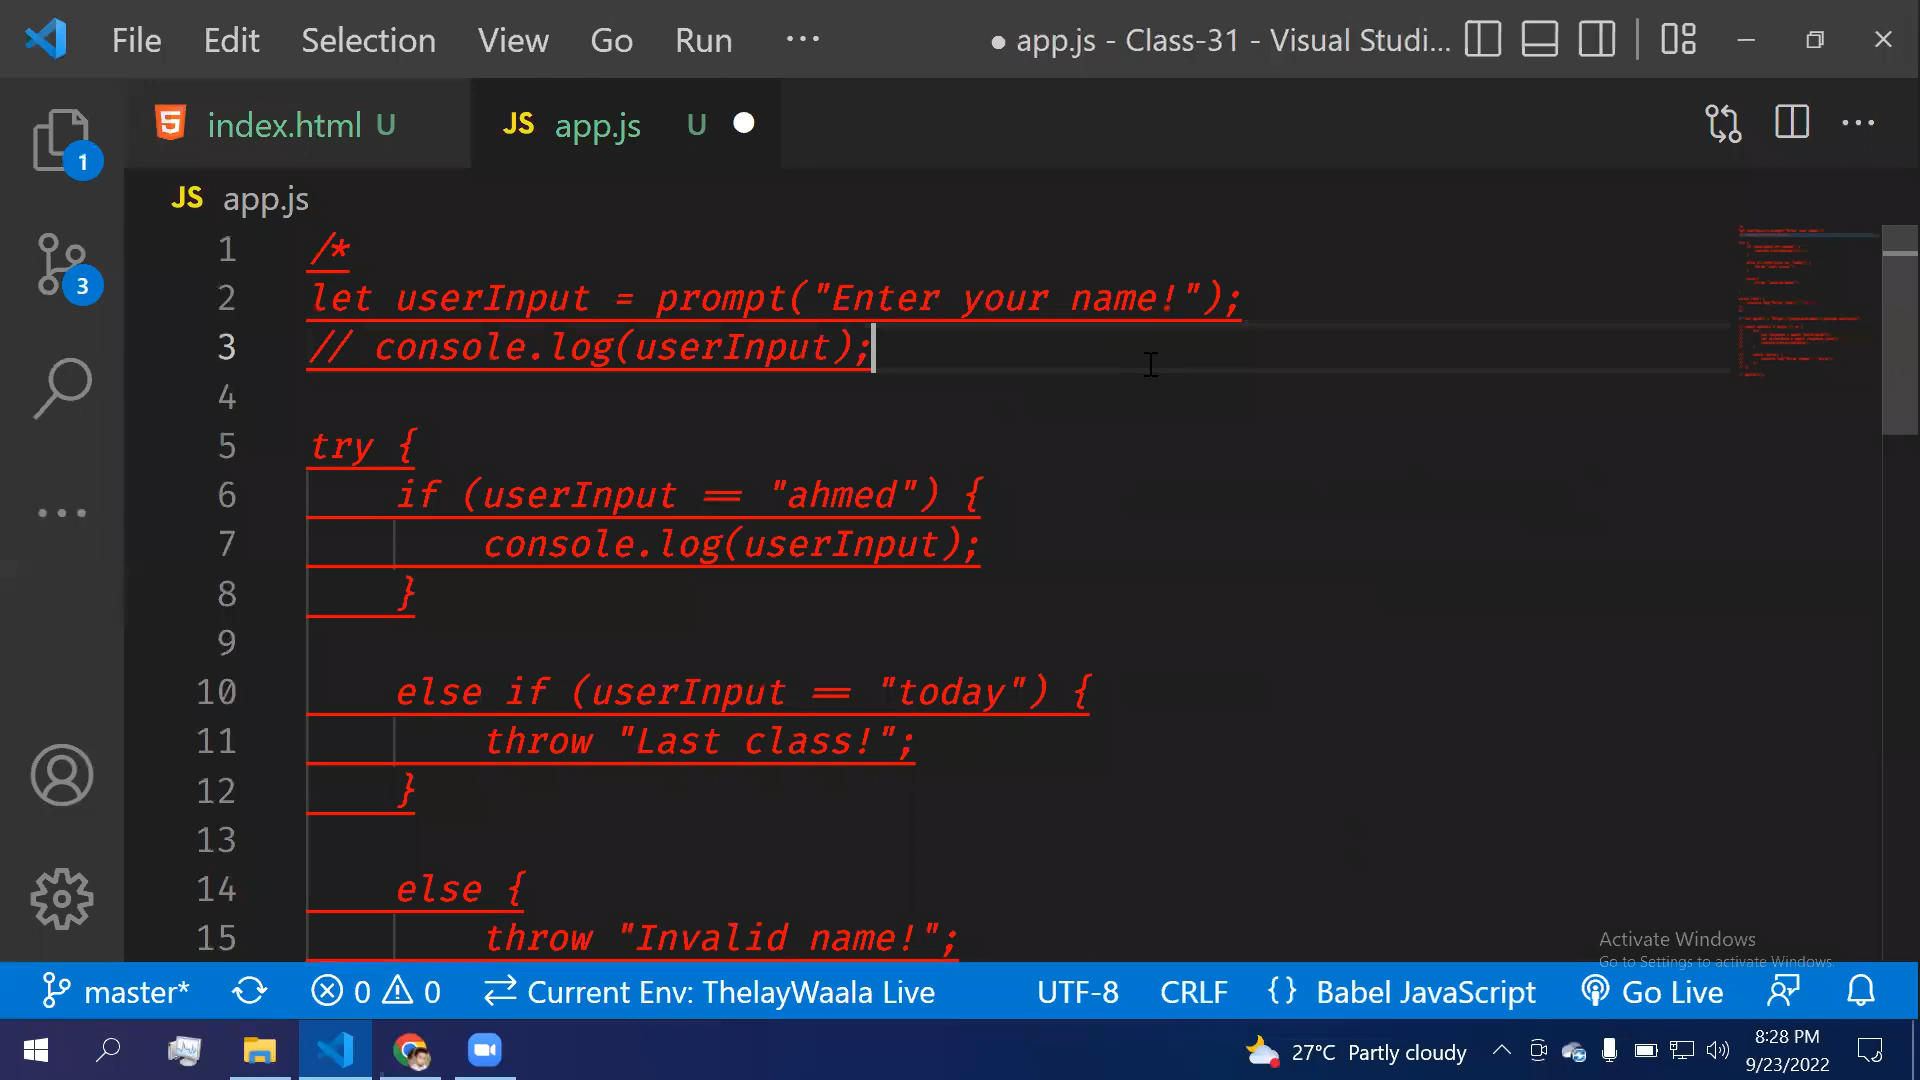 File Edit Selection View Go Run ··· ● app.js - Class-31 - Visual Studi...
index.html U JS app.js U
1
JS app.js
1 /*
2 let userInput = prompt("Enter your name!");
3 // console.log(userInput);
3
4
5 try {
6 if (userInput == "ahmed") {
7 console.log(userInput);
8 }
9
10 else if (userInput == "today") {
11 throw "Last class!";
12 }
13
14 else {
15 throw "Invalid name!";
Activate Windows
Go to Settings to activate Windows.
master* 0 0 Current Env: ThelayWaala Live UTF-8 CRLF {} Babel JavaScript Go Live
27°C Partly cloudy 8:28 PM
9/23/2022